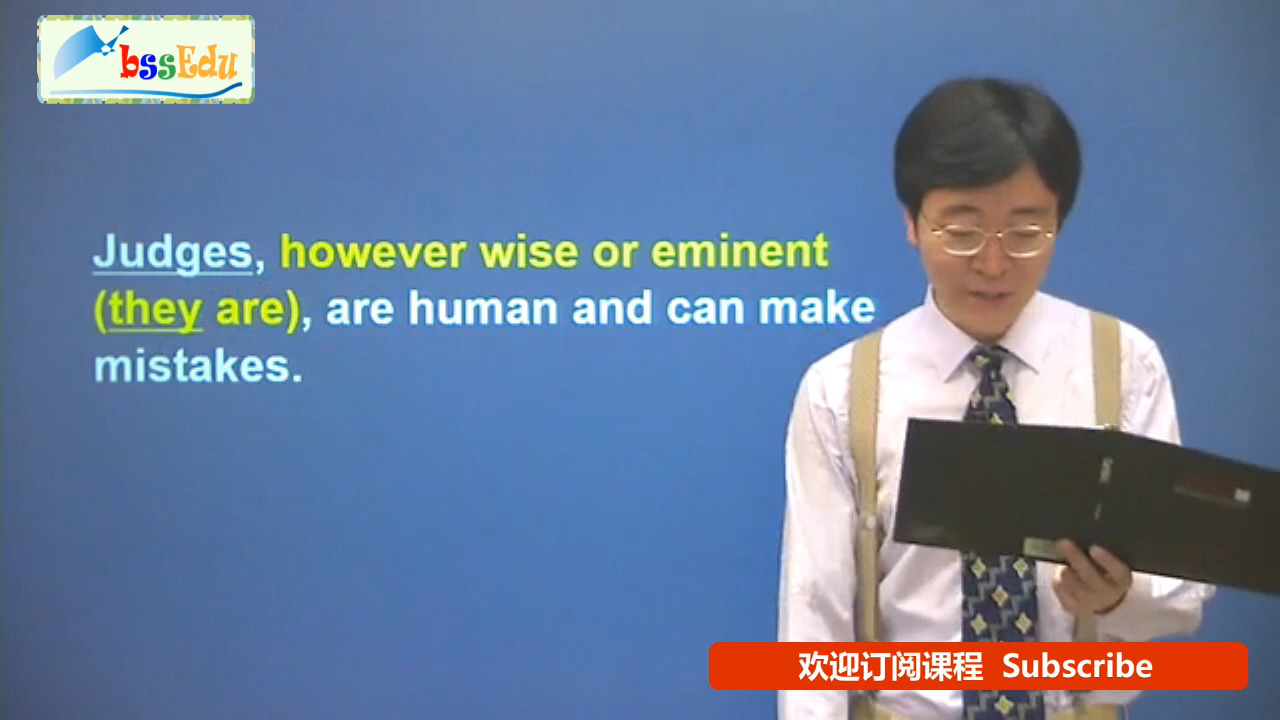 bssEdu
Judges, however wise or eminent
(they are), are human and can make
mistakes.
欢迎订阅课程 Subscribe